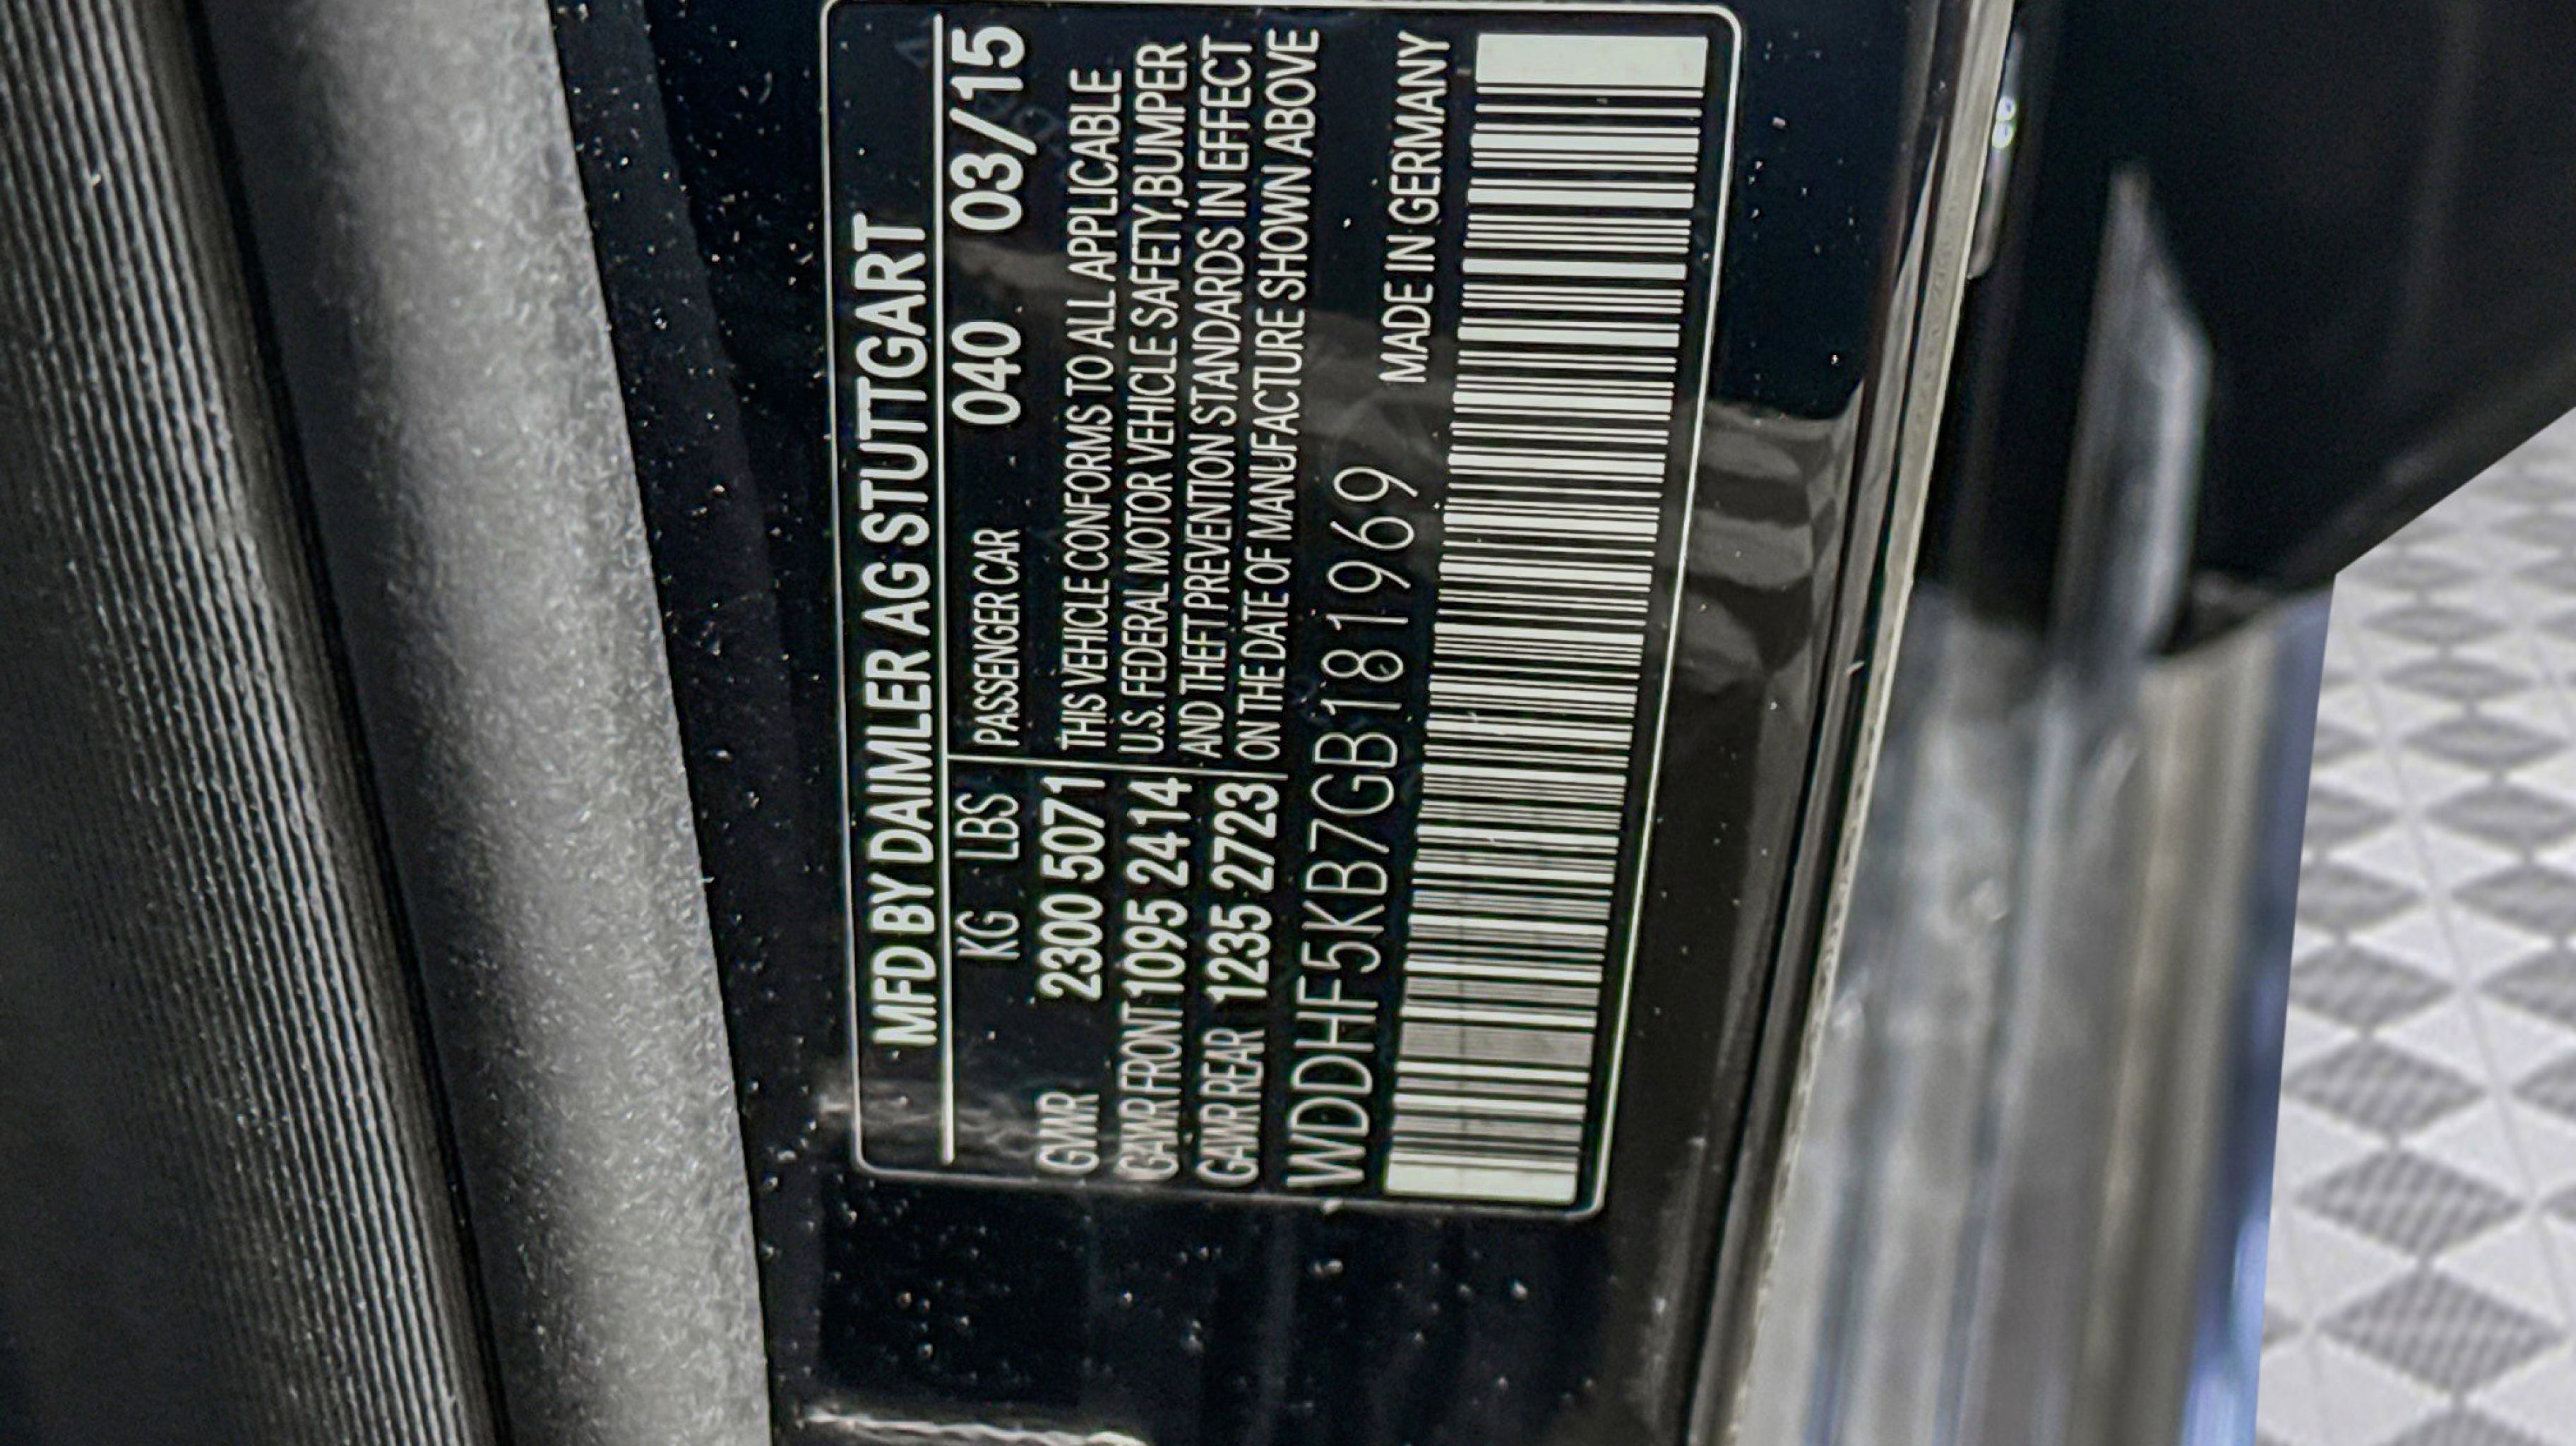 MFD BY DAIMLER AG STUTTGART
KG LBS PASSENGER CAR 040 03/15
GVWR 2300 5071 THIS VEHICLE CONFORMS TO ALL APPLICABLE
GAWR FRONT 1095 2414 U.S. FEDERAL MOTOR VEHICLE SAFETY,BUMPER
GAWR REAR 1235 2723 AND THEFT PREVENTION STANDARDS IN EFFECT
ON THE DATE OF MANUFACTURE SHOWN ABOVE
WDDHF5KB7GB181969 MADE IN GERMANY